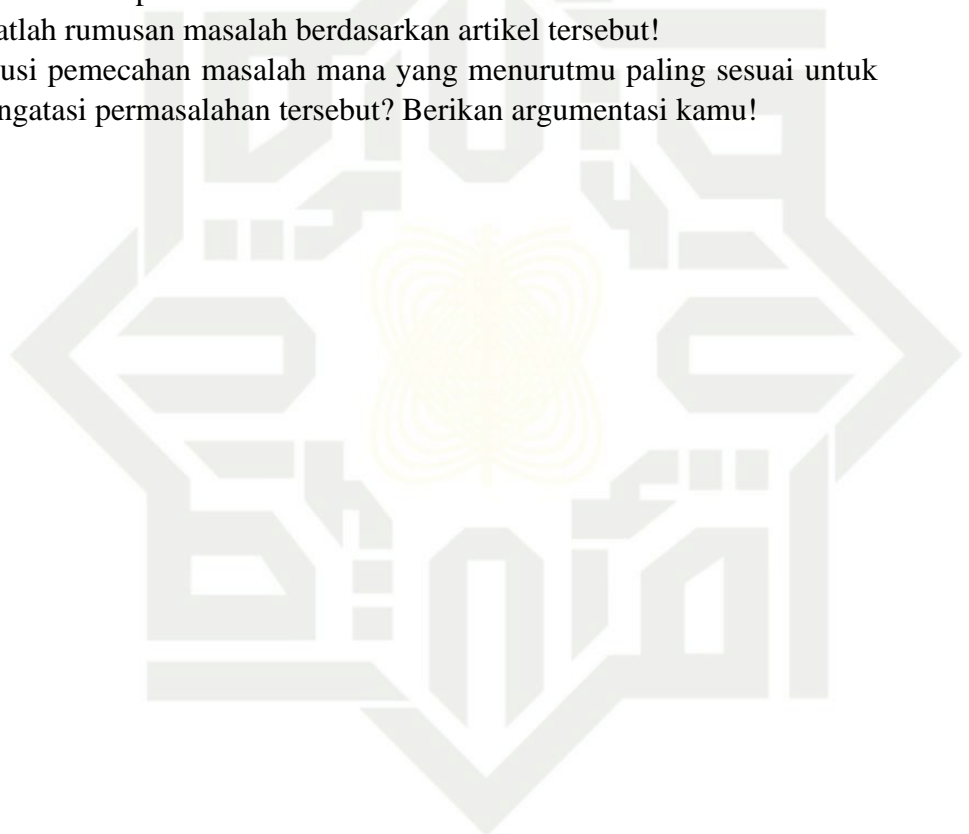 atlah rumusan masalah berdasarkan artikel tersebut!
usi pemecahan masalah mana yang menurutmu paling sesuai untuk
ngatasi permasalahan tersebut? Berikan argumentasi kamu!